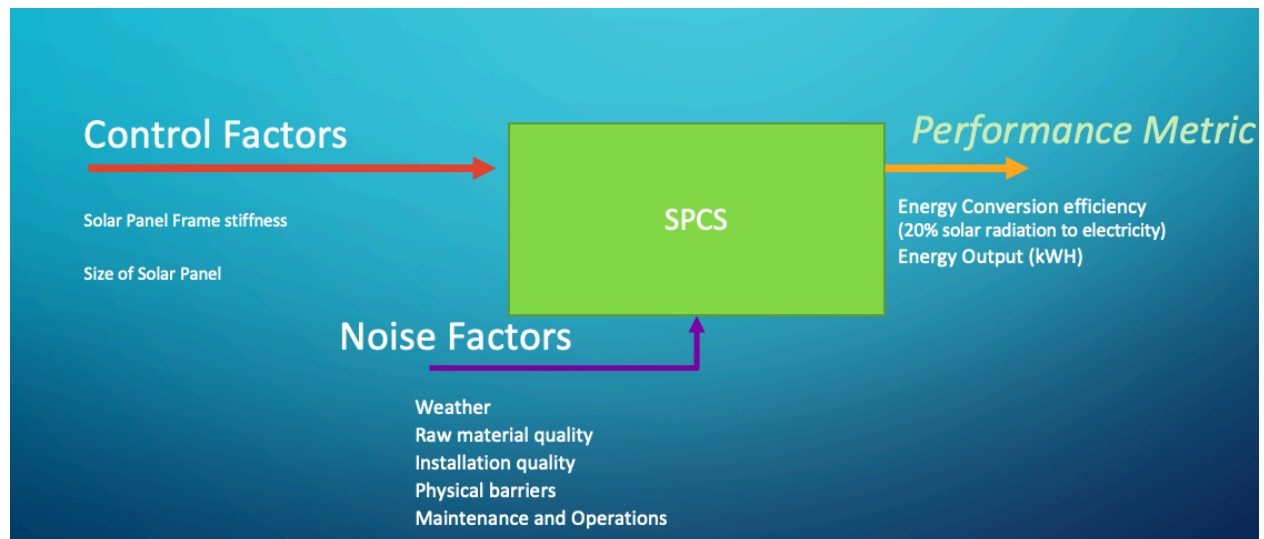 Control Factors
Solar Panel Frame stiffness
Size of Solar Panel
SPCS
Performance Metric
Energy Conversion efficiency
(20% solar radiation to electricity)
Energy Output (kWH)
Noise Factors
Weather
Raw material quality
Installation quality
Physical barriers
Maintenance and Operations